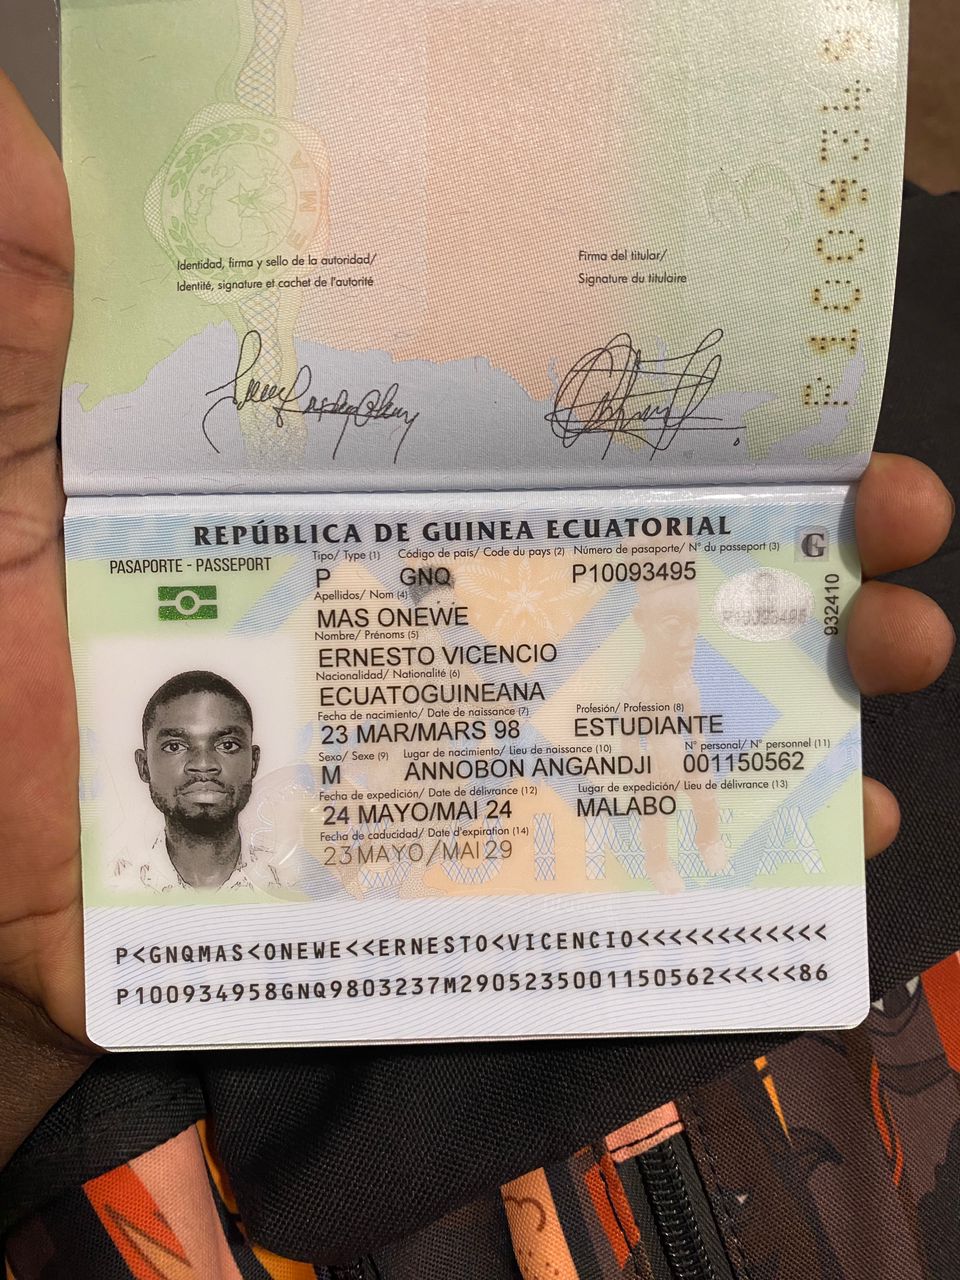 Identidad, firma y sello de la autoridad/
Identité, signature et cachet de l'autorité
Firma del titular/
Signature du titulaire
REPÚBLICA DE GUINEA ECUATORIAL
PASAPORTE - PASSEPORT
Tipo/ Type (1) Código de país/ Code du pays (2) Número de pasaporte/ N° du passeport (3)
P GNQ P10093495
G
932410
Apellidos/ Nom (4)
MAS ONEWE
Nombre/ Prénoms (5)
ERNESTO VICENCIO
Nacionalidad/ Nationalité (6)
ECUATOGUINEANA
Fecha de nacimiento/ Date de naissance (7) Profesión/ Profession (8)
23 MAR/MARS 98 ESTUDIANTE
Sexo/ Sexe (9) Lugar de nacimiento/ Lieu de naissance (10) N° personal/ N° personnel (11)
M ANNOBON ANGANDJI 001150562
Fecha de expedición/ Date de délivrance (12) Lugar de expedición/ Lieu de délivrance (13)
24 MAYO/MAI 24 MALABO
Fecha de caducidad/ Date d'expiration (14)
23 MAYO/MAI 29
P<GNQMAS<ONEWE<<ERNESTO<VICENCIO<<<<<<<<<<<<
P100934958GNQ9803237M2905235001150562<<<<<86